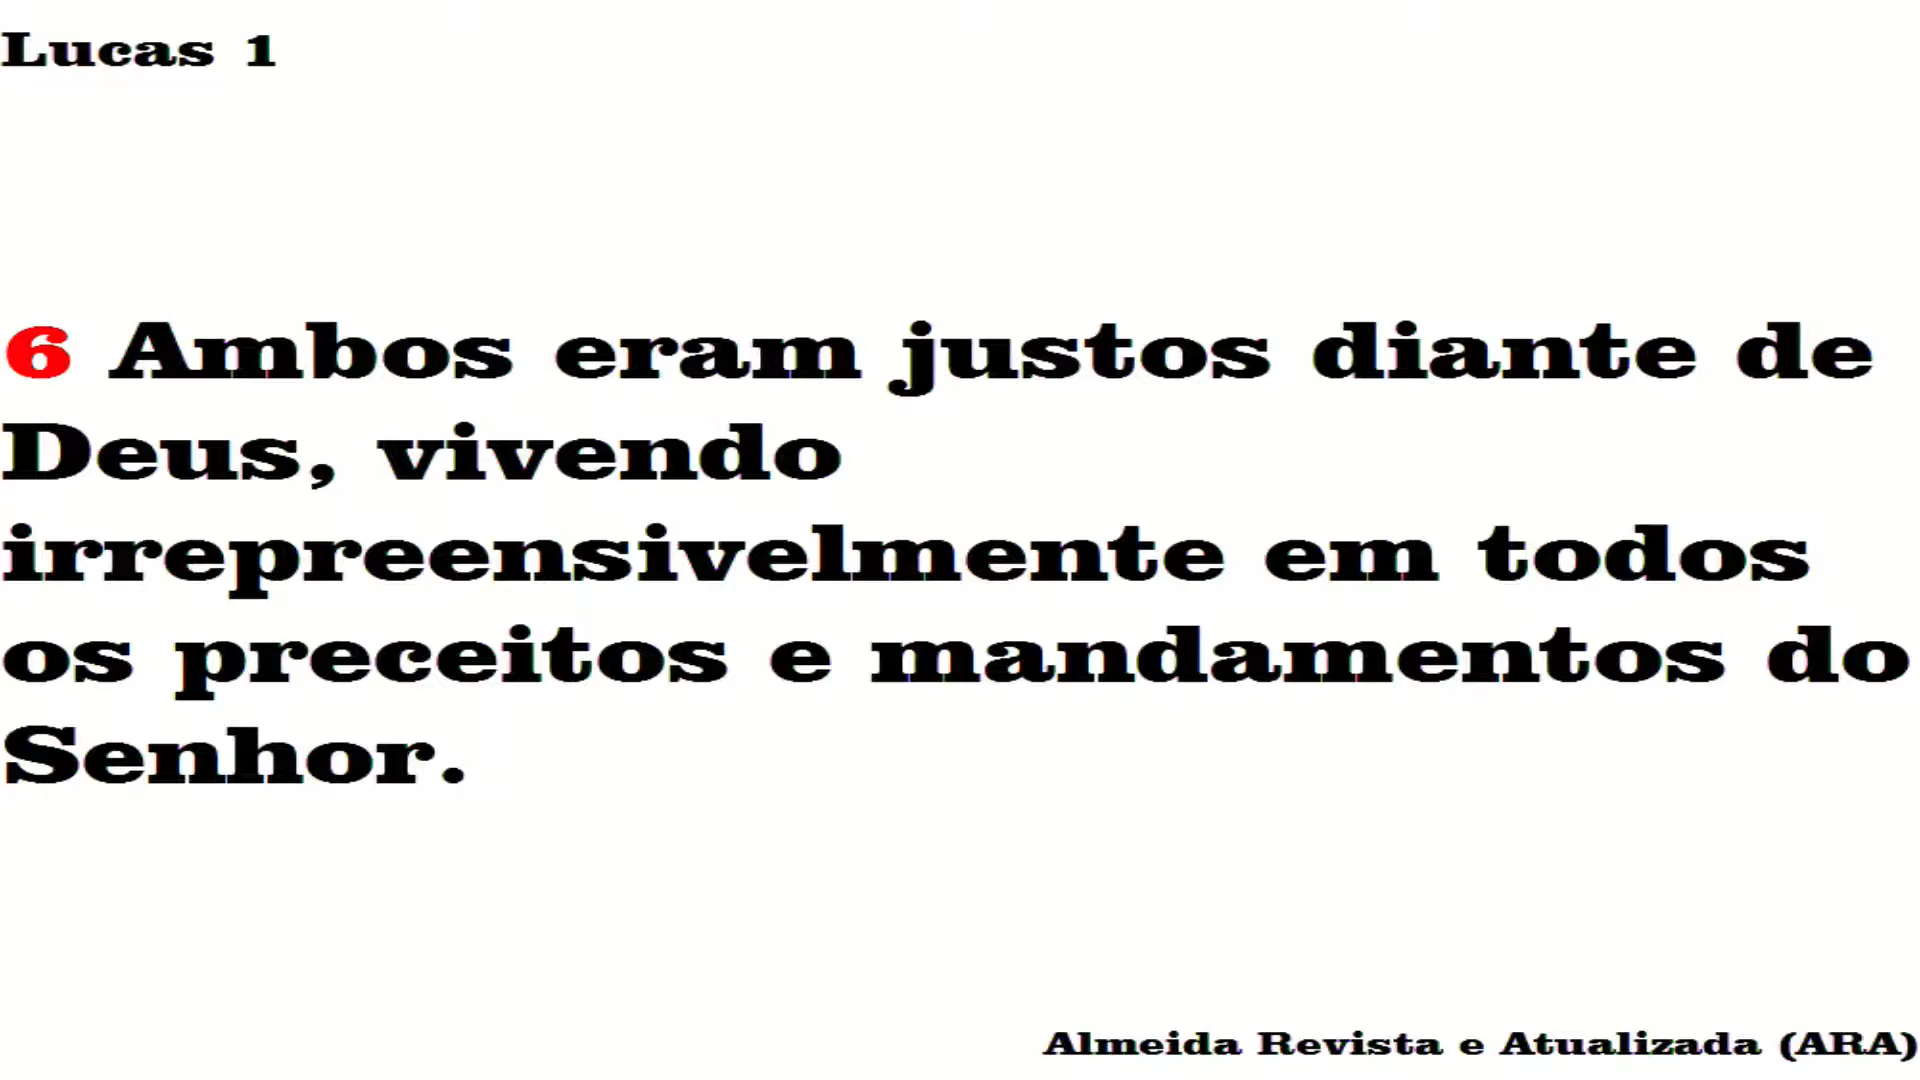 Lucas 1
6 Ambos eram justos diante de
Deus, vivendo
irrepreensivelmente em todos
os preceitos e mandamentos do
Senhor.
Almeida Revista e Atualizada (ARA)